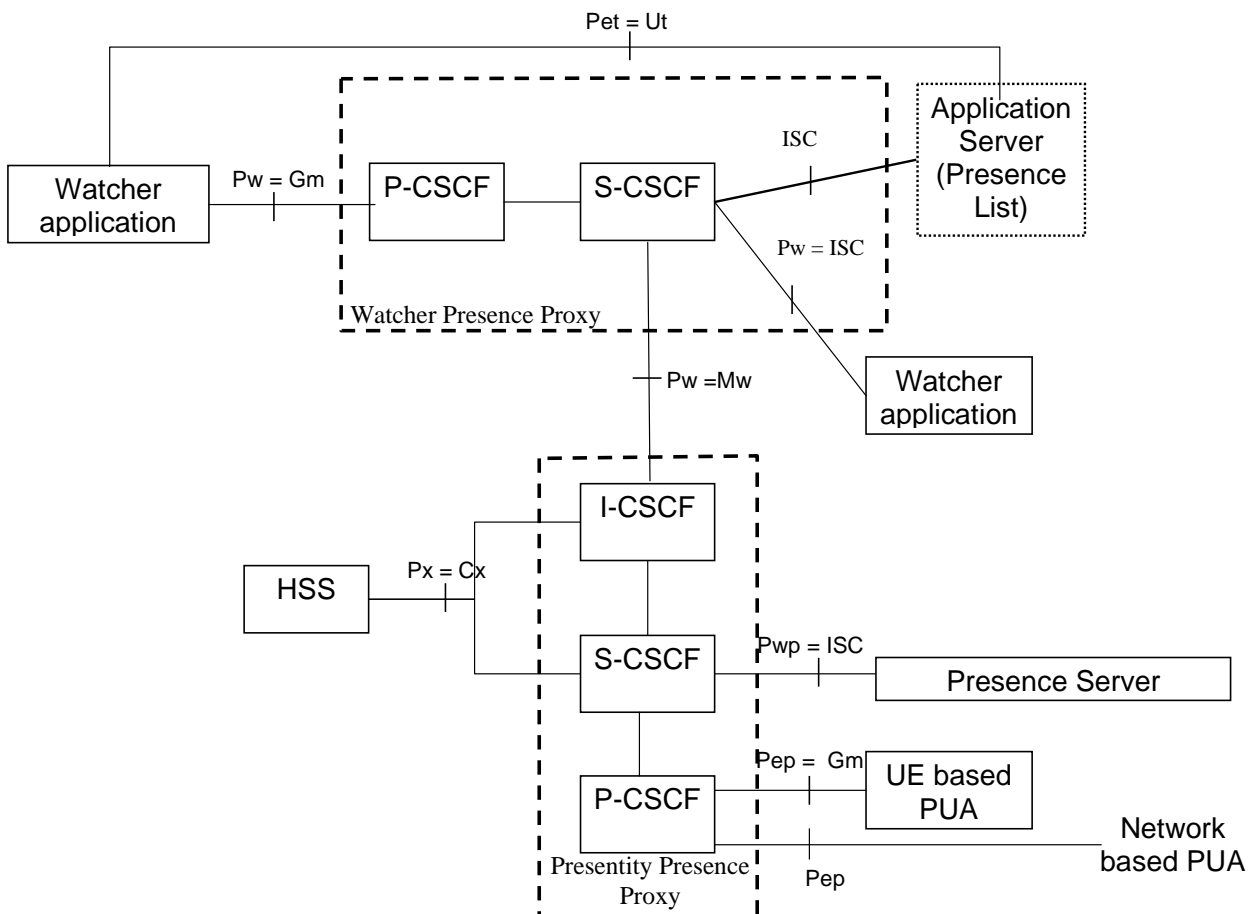 Pet = Ut
Application
Server
(Presence
List)
ISC
Watcher
application
Pw = Gm
P-CSCF
S-CSCF
Pw = ISC
Watcher Presence Proxy
Pw =Mw
Watcher
application
I-CSCF
HSS
Px = Cx
S-CSCF
Pwp = ISC
Presence Server
P-CSCF
Pep = Gm
UE based
PUA
Network
based PUA
Pep
Presentity Presence
Proxy